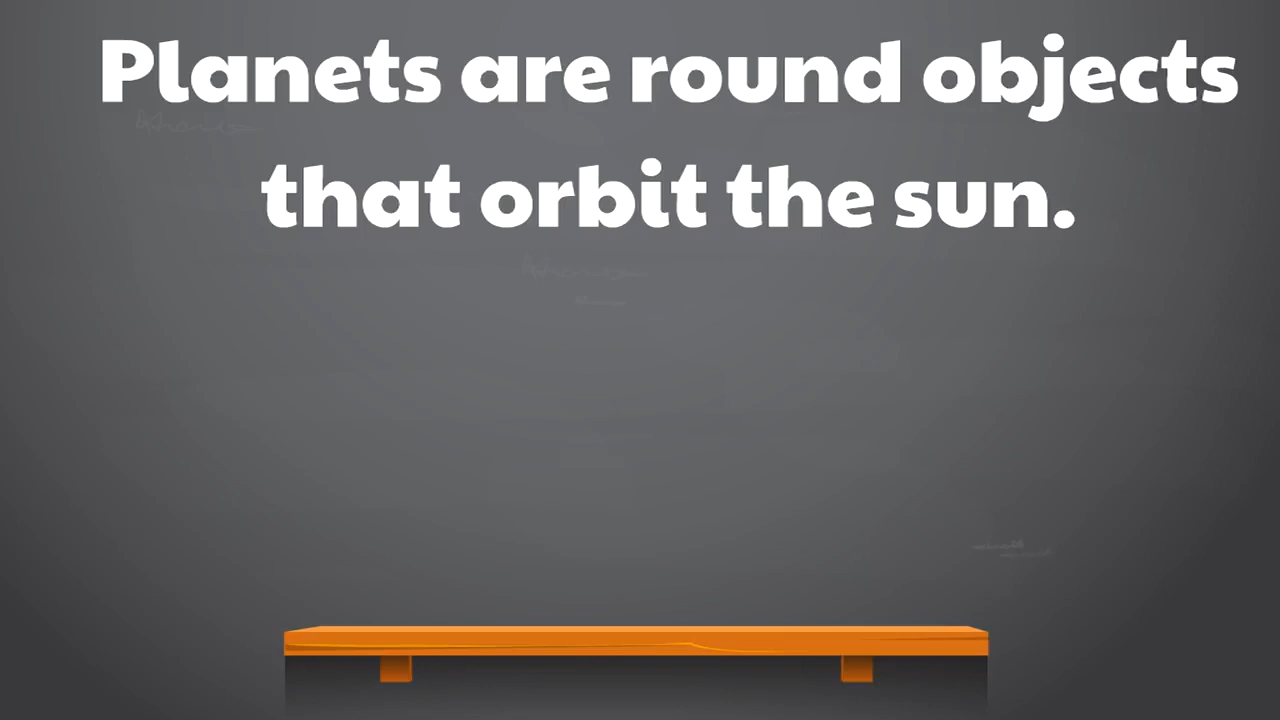 Planets are round objects
that orbit the sun.